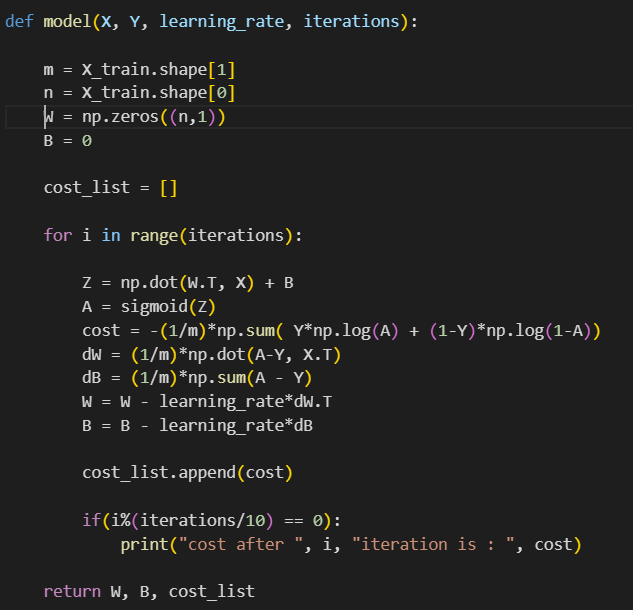 def model(X, Y, learning_rate, iterations):
    m = X_train.shape[1]
    n = X_train.shape[0]
    W = np.zeros((n,1))
    B = 0
    cost_list = []
    for i in range(iterations):
        Z = np.dot(W.T, X) + B
        A = sigmoid(Z)
        cost = -(1/m)*np.sum( Y*np.log(A) + (1-Y)*np.log(1-A))
        dW = (1/m)*np.dot(A-Y, X.T)
        dB = (1/m)*np.sum(A - Y)
        W = W - learning_rate*dW.T
        B = B - learning_rate*dB
        cost_list.append(cost)
        if(i%(iterations/10) == 0):
            print("cost after ", i, "iteration is : ", cost)
    return W, B, cost_list